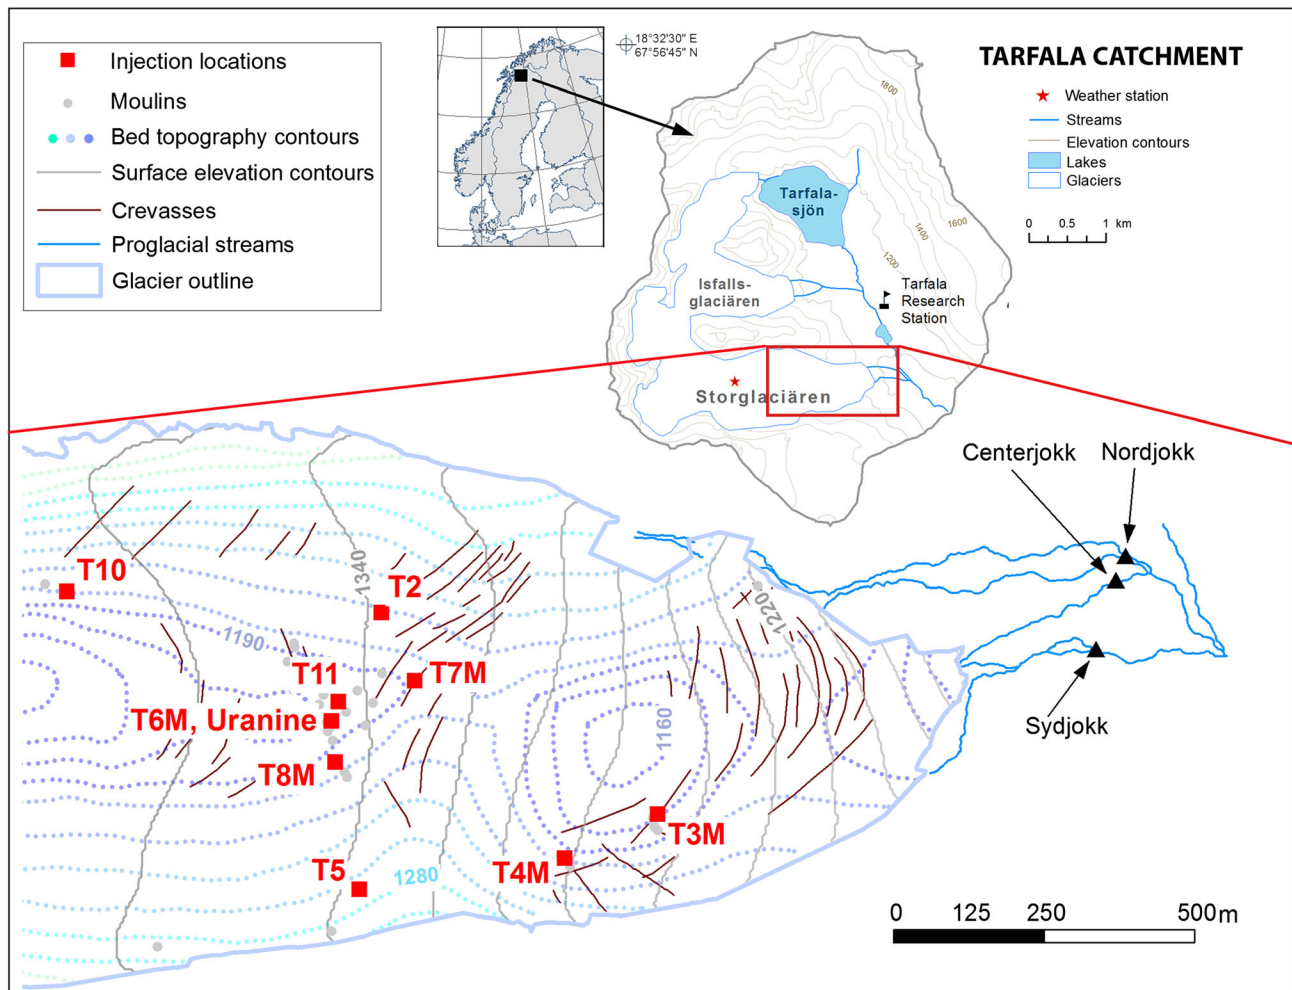 Injection locations
Moulins
Bed topography contours
Surface elevation contours
Crevasses
Proglacial streams
Glacier outline
18°32'30" E
67°56'45" N
TARFALA CATCHMENT
Weather station
Streams
Elevation contours
Lakes
Glaciers
0 0.5 1 km
1800
1600
1400
1200
Tarfala-
sjön
Isfalls-
glaciären
Tarfala
Research
Station
Storglaciären
Centerjokk
Nordjokk
Sydjokk
T10
T2
1340
1190
T11
T7M
T6M, Uranine
T8M
1220
1160
T3M
T4M
T5
1280
0 125 250 500m